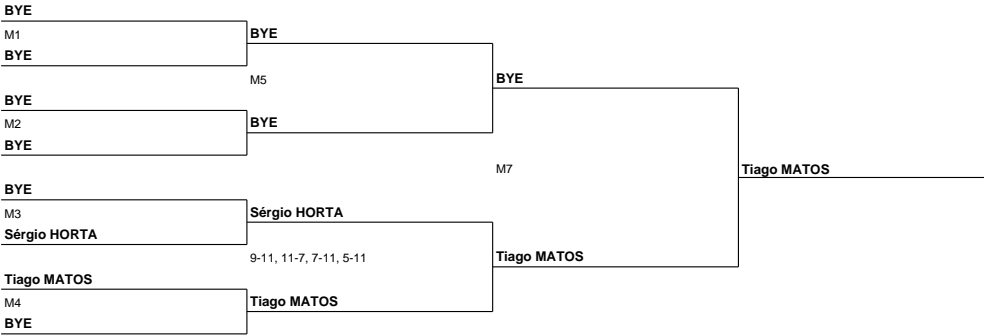 BYE
M1
BYE
BYE
M5
BYE
BYE
M2
BYE
BYE
M7
Tiago MATOS
BYE
M3
Sérgio HORTA
Sérgio HORTA
9-11, 11-7, 7-11, 5-11
Tiago MATOS
Tiago MATOS
M4
Tiago MATOS
BYE